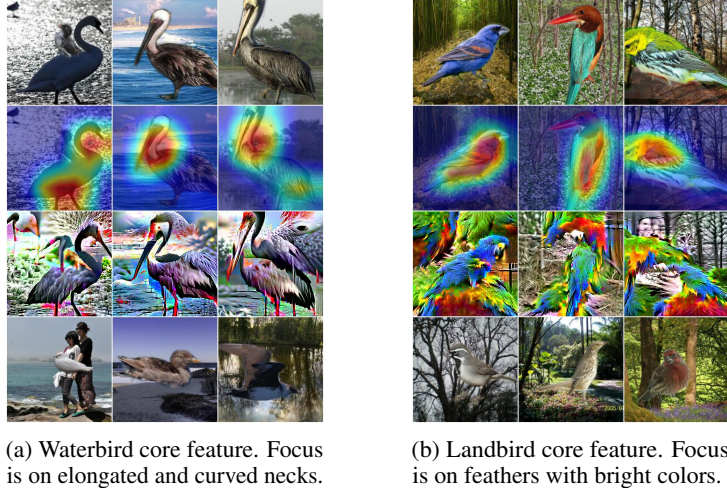 (a) Waterbird core feature. Focus
is on elongated and curved necks.
(b) Landbird core feature. Focus
is on feathers with bright colors.